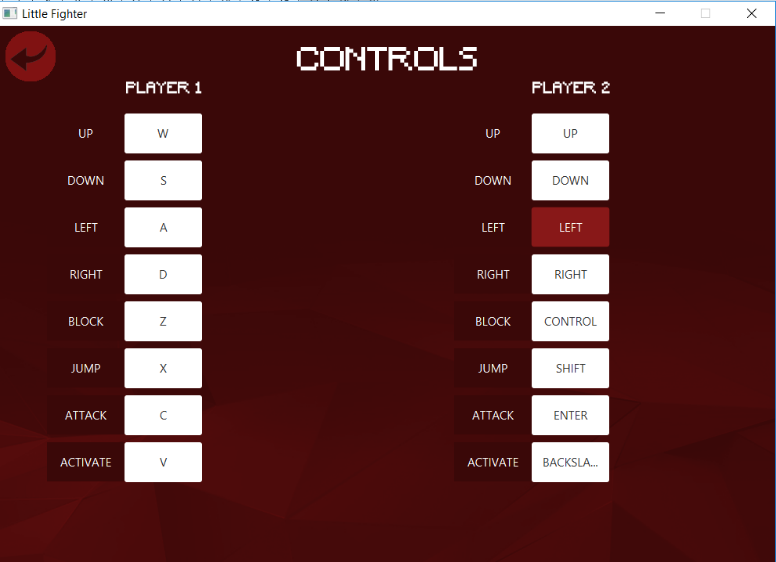 Little Fighter
CONTROLS
PLAYER 1 PLAYER 2
UP W UP UP
DOWN S DOWN DOWN
LEFT A LEFT LEFT
RIGHT D RIGHT RIGHT
BLOCK Z BLOCK CONTROL
JUMP X JUMP SHIFT
ATTACK C ATTACK ENTER
ACTIVATE V ACTIVATE BACKSLA...